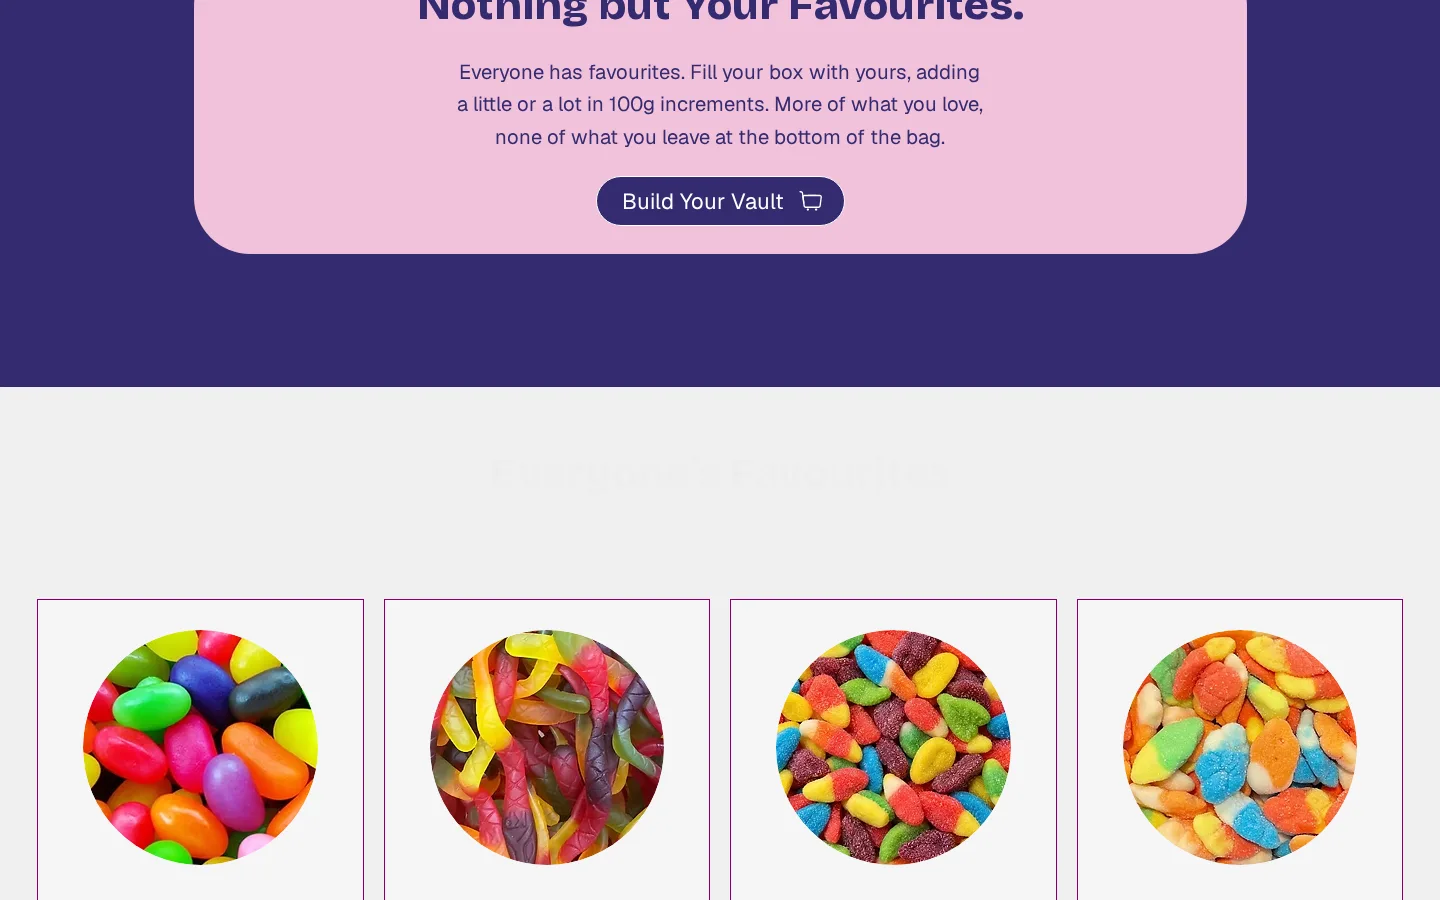 Nothing but Your Favourites.
Everyone has favourites. Fill your box with yours, adding
a little or a lot in 100g increments. More of what you love,
none of what you leave at the bottom of the bag.
Build Your Vault
Everyone's Favourites